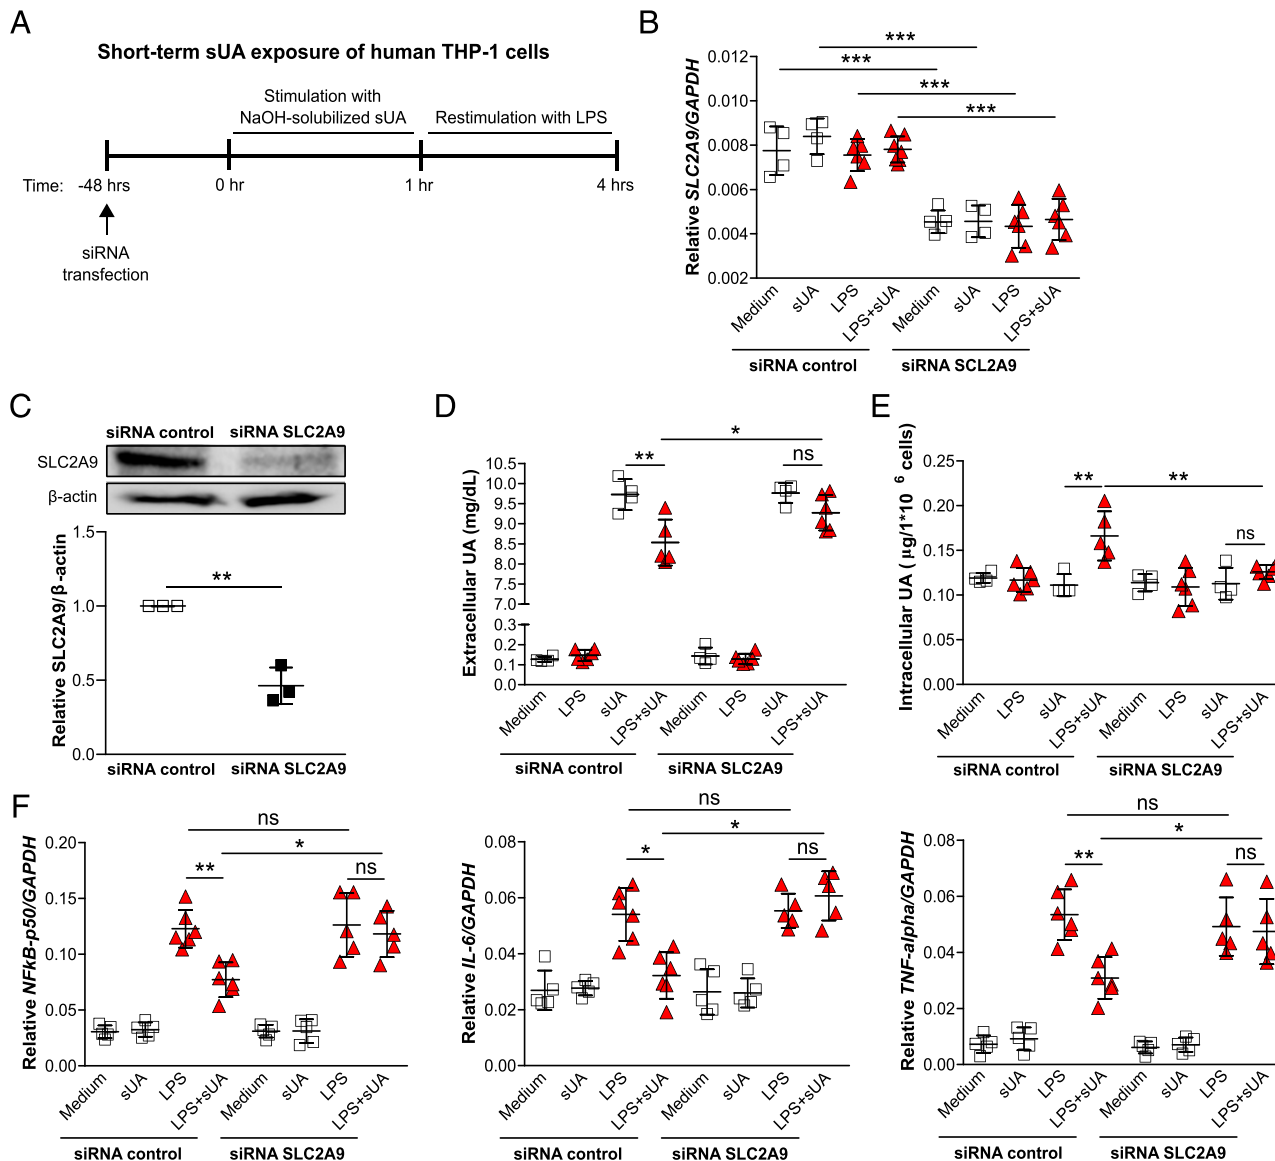 A
Short-term sUA exposure of human THP-1 cells
Stimulation with
NaOH-solubilized sUA
Restimulation with LPS
Time:
-48 hrs
0 hr
1 hr
4 hrs
siRNA
transfection
B
Relative SLC2A9/GAPDH
0.012
0.010
0.008
0.006
0.004
0.002
***
***
***
***
Medium
sUA
LPS
LPS+sUA
Medium
sUA
LPS
LPS+sUA
siRNA control
siRNA SCL2A9
C
siRNA control
siRNA SLC2A9
SLC2A9
β-actin
Relative SLC2A9/β-actin
1.5
1.0
0.5
0.0
**
siRNA control
siRNA SLC2A9
D
Extracellular UA (mg/dL)
10.5
10.0
9.5
9.0
8.5
8.0
7.5
7.0
0.3
0.2
0.1
0.0
*
**
ns
Medium
LPS
sUA
LPS+sUA
Medium
LPS
sUA
LPS+sUA
siRNA control
siRNA SLC2A9
E
Intracellular UA (μg/1*10 6 cells)
0.25
0.20
0.15
0.10
0.05
0.00
**
**
ns
Medium
LPS
sUA
LPS+sUA
Medium
LPS
sUA
LPS+sUA
siRNA control
siRNA SLC2A9
F
Relative NFkB-p50/GAPDH
0.20
0.15
0.10
0.05
0.00
ns
*
**
ns
Medium
sUA
LPS
LPS+sUA
Medium
sUA
LPS
LPS+sUA
siRNA control
siRNA SLC2A9
Relative IL-6/GAPDH
0.08
0.06
0.04
0.02
0.00
ns
*
*
ns
Medium
sUA
LPS
LPS+sUA
Medium
sUA
LPS
LPS+sUA
siRNA control
siRNA SLC2A9
Relative TNF-alpha/GAPDH
0.08
0.06
0.04
0.02
0.00
ns
*
**
ns
Medium
sUA
LPS
LPS+sUA
Medium
sUA
LPS
LPS+sUA
siRNA control
siRNA SLC2A9